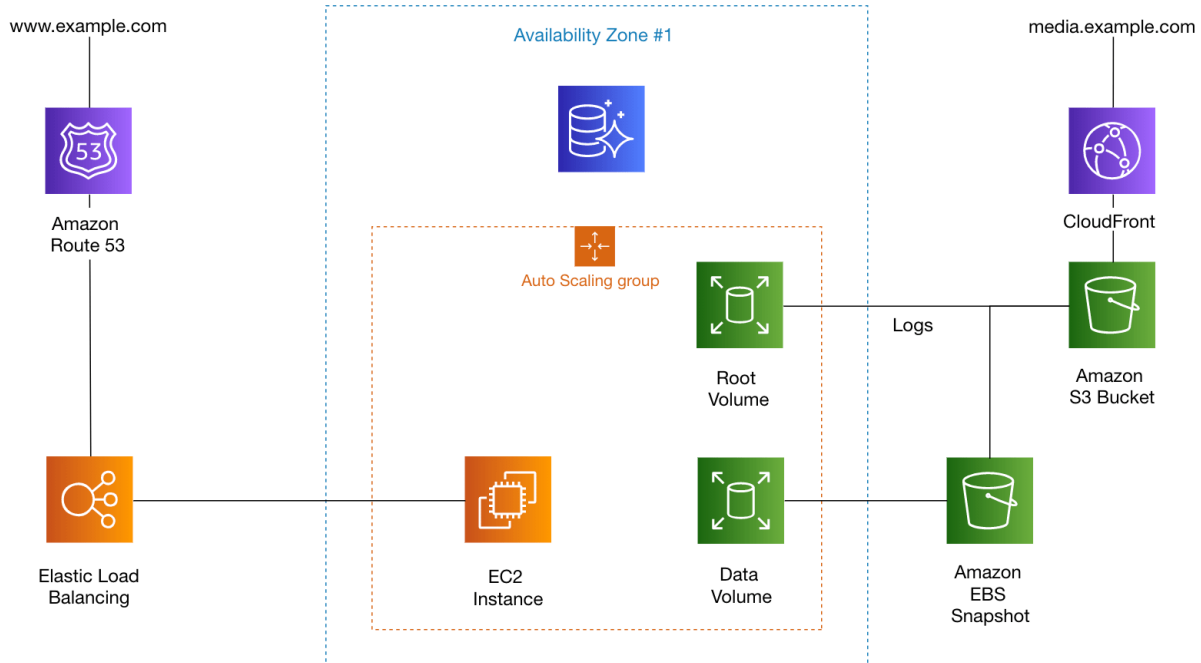 www.example.com
Availability Zone #1
media.example.com
53
Amazon
Route 53
CloudFront
Auto Scaling group
Logs
Root
Volume
Amazon
S3 Bucket
Elastic Load
Balancing
EC2
Instance
Data
Volume
Amazon
EBS
Snapshot